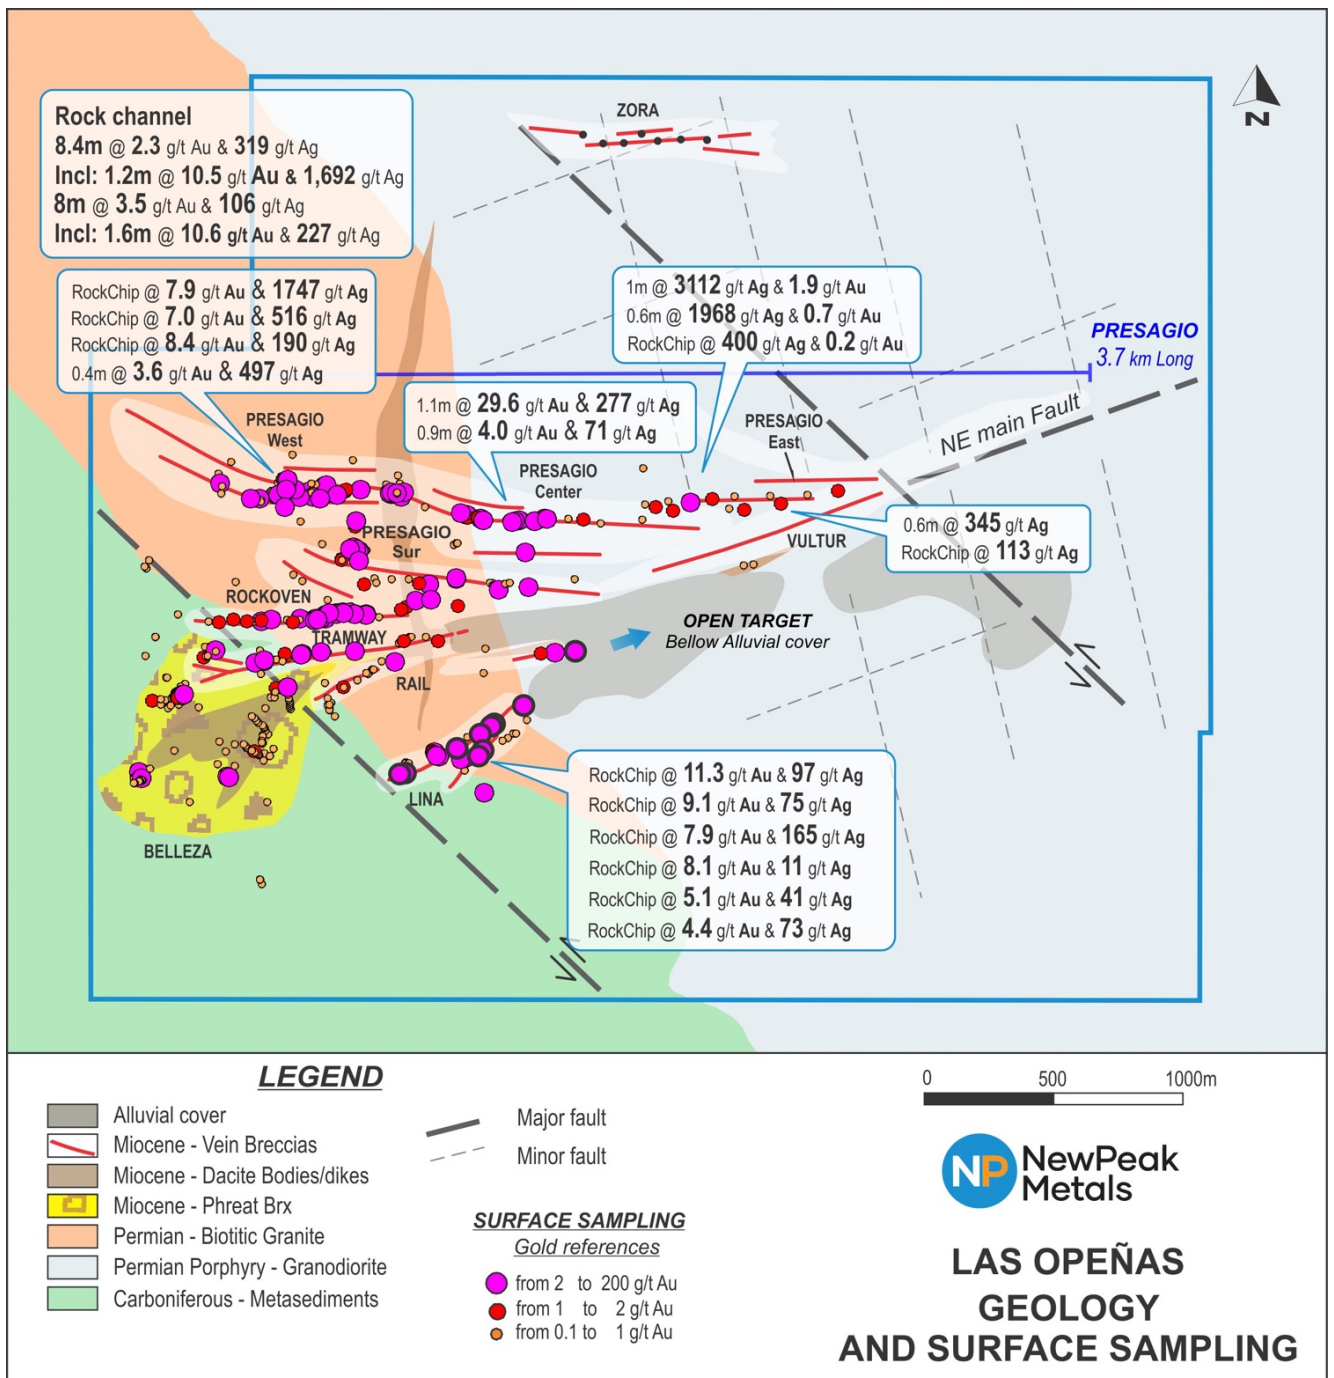 ZORA
N
Rock channel
8.4m @ 2.3 g/t Au & 319 g/t Ag
Incl: 1.2m @ 10.5 g/t Au & 1,692 g/t Ag
8m @ 3.5 g/t Au & 106 g/t Ag
Incl: 1.6m @ 10.6 g/t Au & 227 g/t Ag
RockChip @ 7.9 g/t Au & 1747 g/t Ag
RockChip @ 7.0 g/t Au & 516 g/t Ag
RockChip @ 8.4 g/t Au & 190 g/t Ag
0.4m @ 3.6 g/t Au & 497 g/t Ag
1m @ 3112 g/t Ag & 1.9 g/t Au
0.6m @ 1968 g/t Ag & 0.7 g/t Au
RockChip @ 400 g/t Ag & 0.2 g/t Au
PRESAGIO
3.7 km Long
1.1m @ 29.6 g/t Au & 277 g/t Ag
0.9m @ 4.0 g/t Au & 71 g/t Ag
NE main Fault
PRESAGIO
West
PRESAGIO
East
PRESAGIO
Center
PRESAGIO
Sur
0.6m @ 345 g/t Ag
RockChip @ 113 g/t Ag
VULTUR
ROCKOVEN
TRAMWAY
OPEN TARGET
Bellow Alluvial cover
RAIL
LINA
BELLEZA
RockChip @ 11.3 g/t Au & 97 g/t Ag
RockChip @ 9.1 g/t Au & 75 g/t Ag
RockChip @ 7.9 g/t Au & 165 g/t Ag
RockChip @ 8.1 g/t Au & 11 g/t Ag
RockChip @ 5.1 g/t Au & 41 g/t Ag
RockChip @ 4.4 g/t Au & 73 g/t Ag
LEGEND
Alluvial cover
Miocene - Vein Breccias
Miocene - Dacite Bodies/dikes
Miocene - Phreat Brx
Permian - Biotitic Granite
Permian Porphyry - Granodiorite
Carboniferous - Metasediments
Major fault
Minor fault
SURFACE SAMPLING
Gold references
from 2 to 200 g/t Au
from 1 to 2 g/t Au
from 0.1 to 1 g/t Au
0 500 1000m
NP NewPeak
Metals
LAS OPEÑAS
GEOLOGY
AND SURFACE SAMPLING